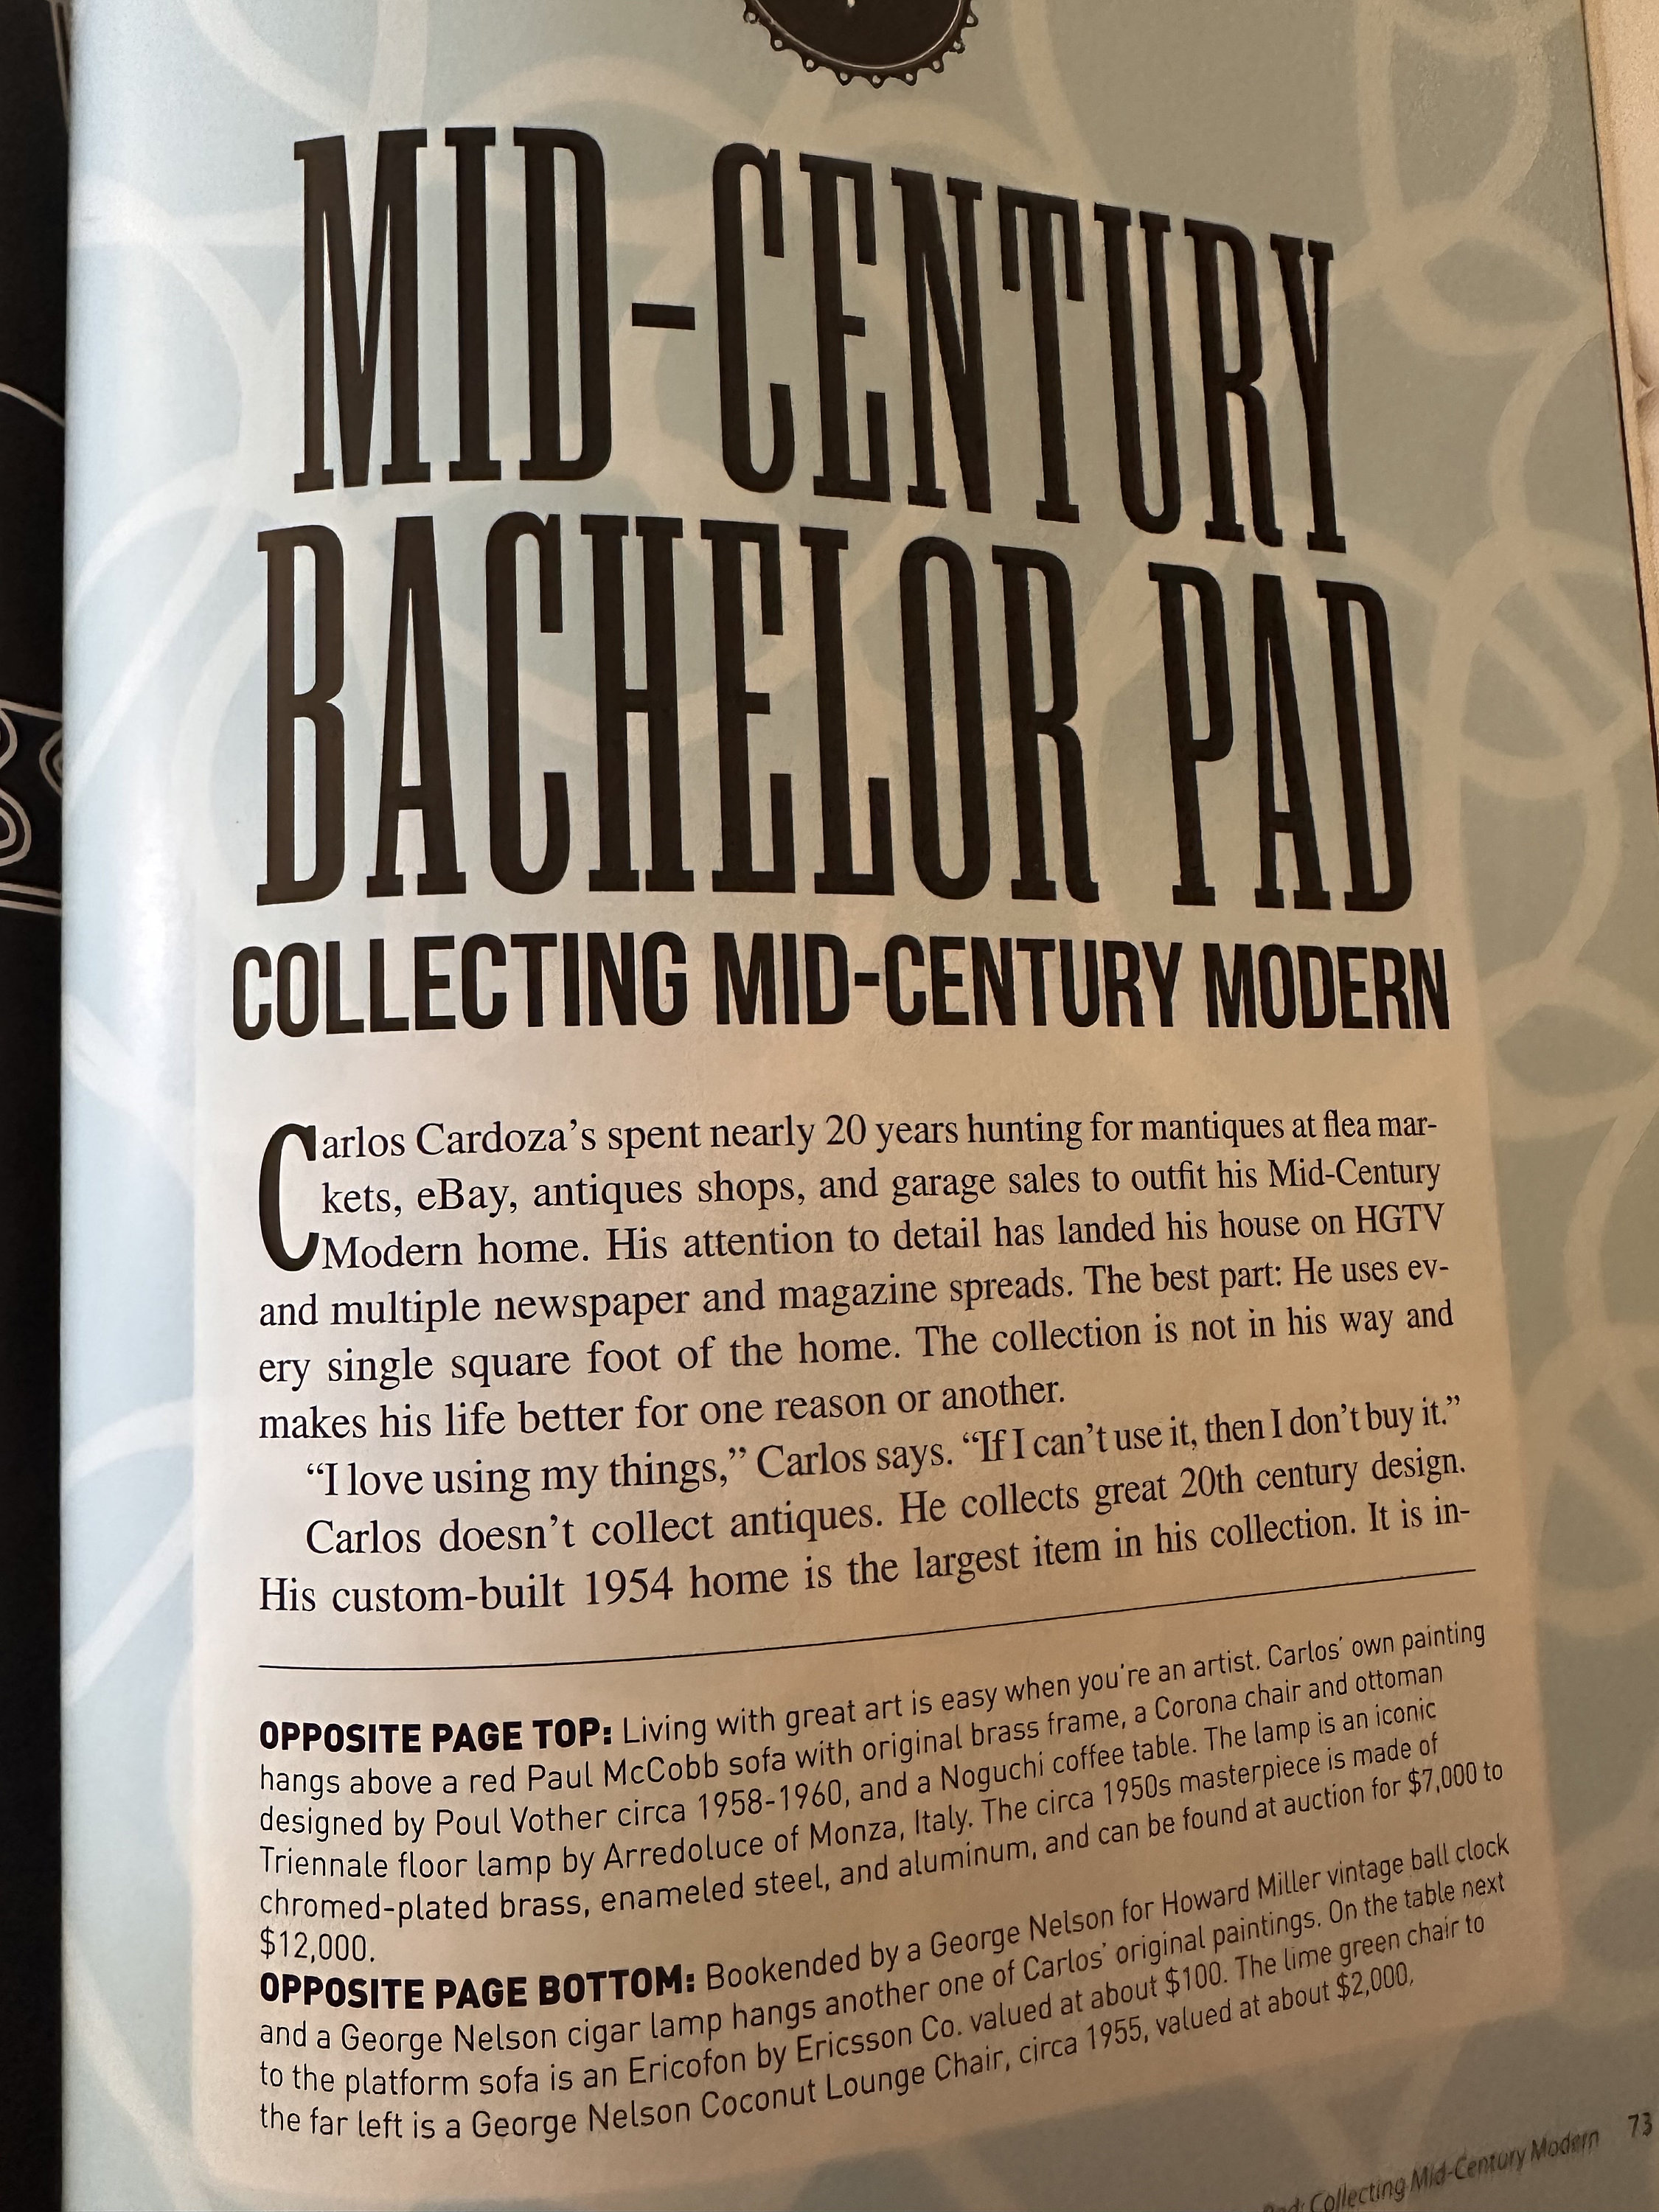 MID-CENTURY
BACHELOR PAD
COLLECTING MID-CENTURY MODERN
Carlos Cardoza's spent nearly 20 years hunting for mantiques at flea mar-
kets, eBay, antiques shops, and garage sales to outfit his Mid-Century
Modern home. His attention to detail has landed his house on HGTV
and multiple newspaper and magazine spreads. The best part: He uses ev-
ery single square foot of the home. The collection is not in his way and
makes his life better for one reason or another.
“I love using my things,” Carlos says. “If I can't use it, then I don't buy it.”
Carlos doesn't collect antiques. He collects great 20th century design.
His custom-built 1954 home is the largest item in his collection. It is in-
OPPOSITE PAGE TOP: Living with great art is easy when you're an artist. Carlos' own painting
hangs above a red Paul McCobb sofa with original brass frame, a Corona chair and ottoman
designed by Poul Vother circa 1958-1960, and a Noguchi coffee table. The lamp is an iconic
Triennale floor lamp by Arredoluce of Monza, Italy. The circa 1950s masterpiece is made of
chromed-plated brass, enameled steel, and aluminum, and can be found at auction for $7,000 to
$12,000.
OPPOSITE PAGE BOTTOM: Bookended by a George Nelson for Howard Miller vintage ball clock
and a George Nelson cigar lamp hangs another one of Carlos' original paintings. On the table next
to the platform sofa is an Ericofon by Ericsson Co. valued at about $100. The lime green chair to
the far left is a George Nelson Coconut Lounge Chair, circa 1955, valued at about $2,000.
Pad: Collecting Mid-Century Modern 73